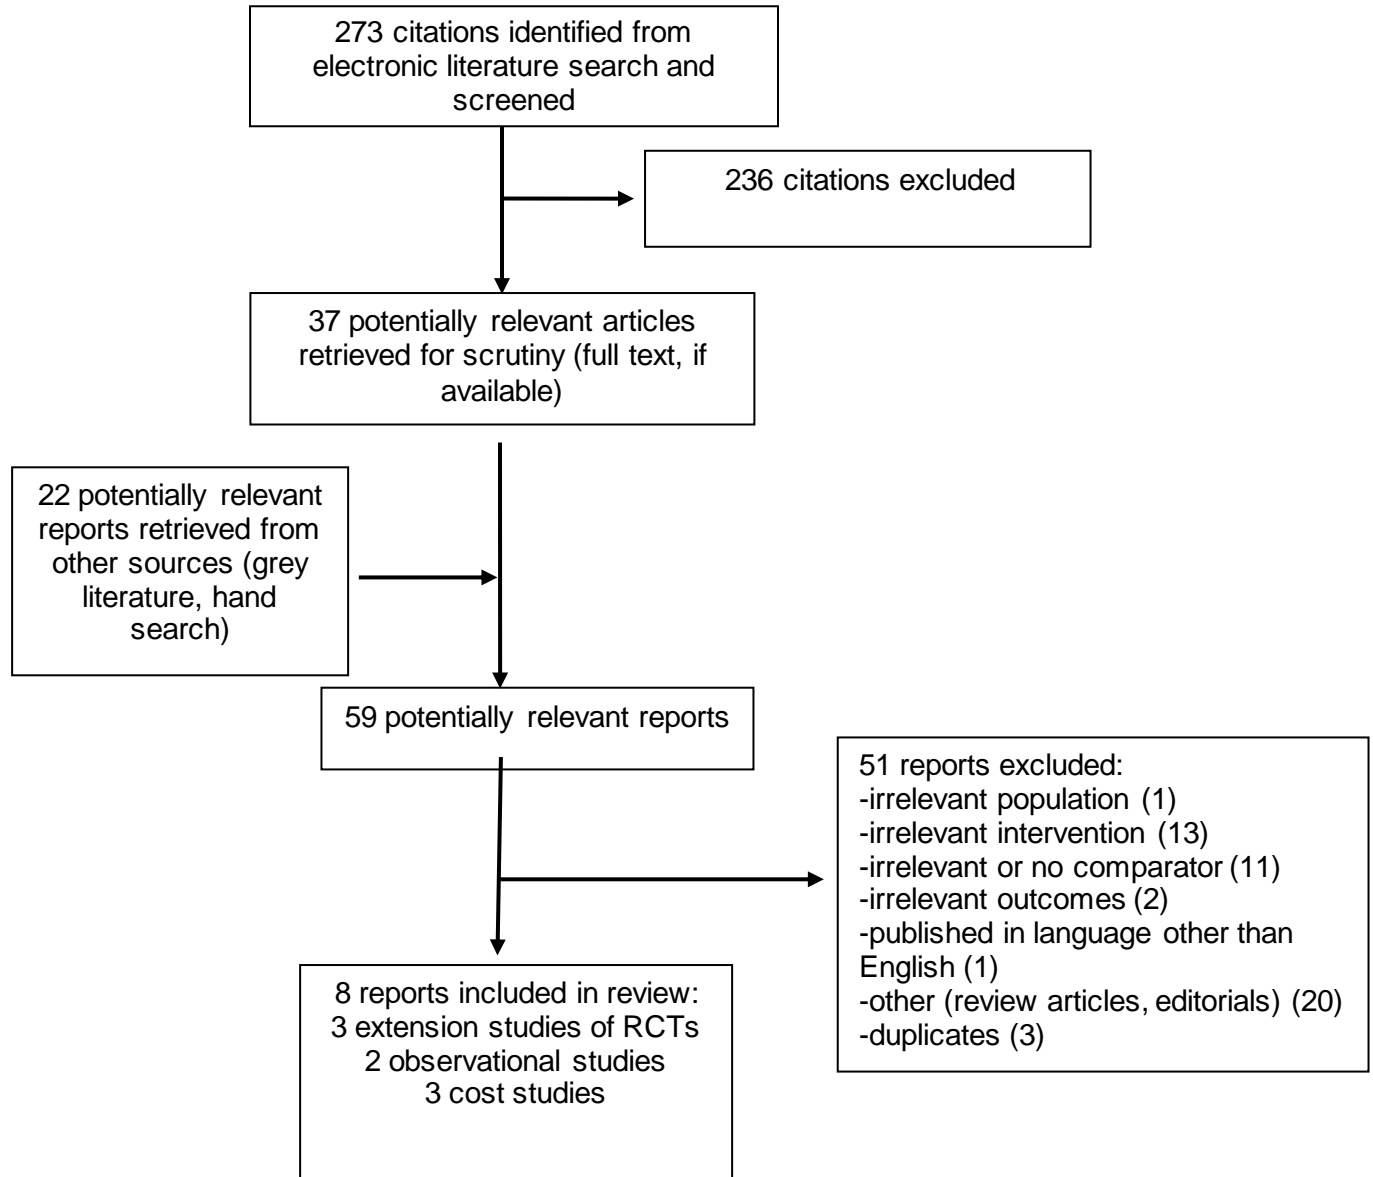 273 citations identified from
electronic literature search and
screened
236 citations excluded
37 potentially relevant articles
retrieved for scrutiny (full text, if
available)
22 potentially relevant
reports retrieved from
other sources (grey
literature, hand
search)
59 potentially relevant reports
51 reports excluded:
-irrelevant population (1)
-irrelevant intervention (13)
-irrelevant or no comparator (11)
-irrelevant outcomes (2)
-published in language other than
English (1)
-other (review articles, editorials) (20)
-duplicates (3)
8 reports included in review:
3 extension studies of RCTs
2 observational studies
3 cost studies